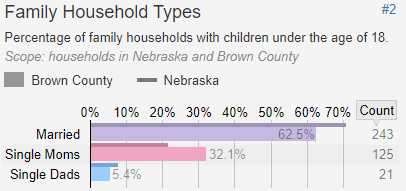 Family Household Types #2
Percentage of family households with children under the age of 18.
Scope: households in Nebraska and Brown County
Brown County Nebraska
0% 10% 20% 30% 40% 50% 60% 70% Count
Married 62.5% 243
Single Moms 32.1% 125
Single Dads 5.4% 21